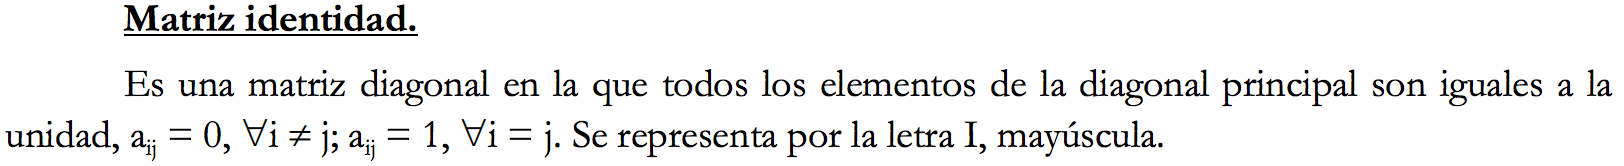 Matriz identidad.
Es una matriz diagonal en la que todos los elementos de la diagonal principal son iguales a la
unidad, aij = 0, ∀i ≠ j; aij = 1, ∀i = j. Se representa por la letra I, mayúscula.